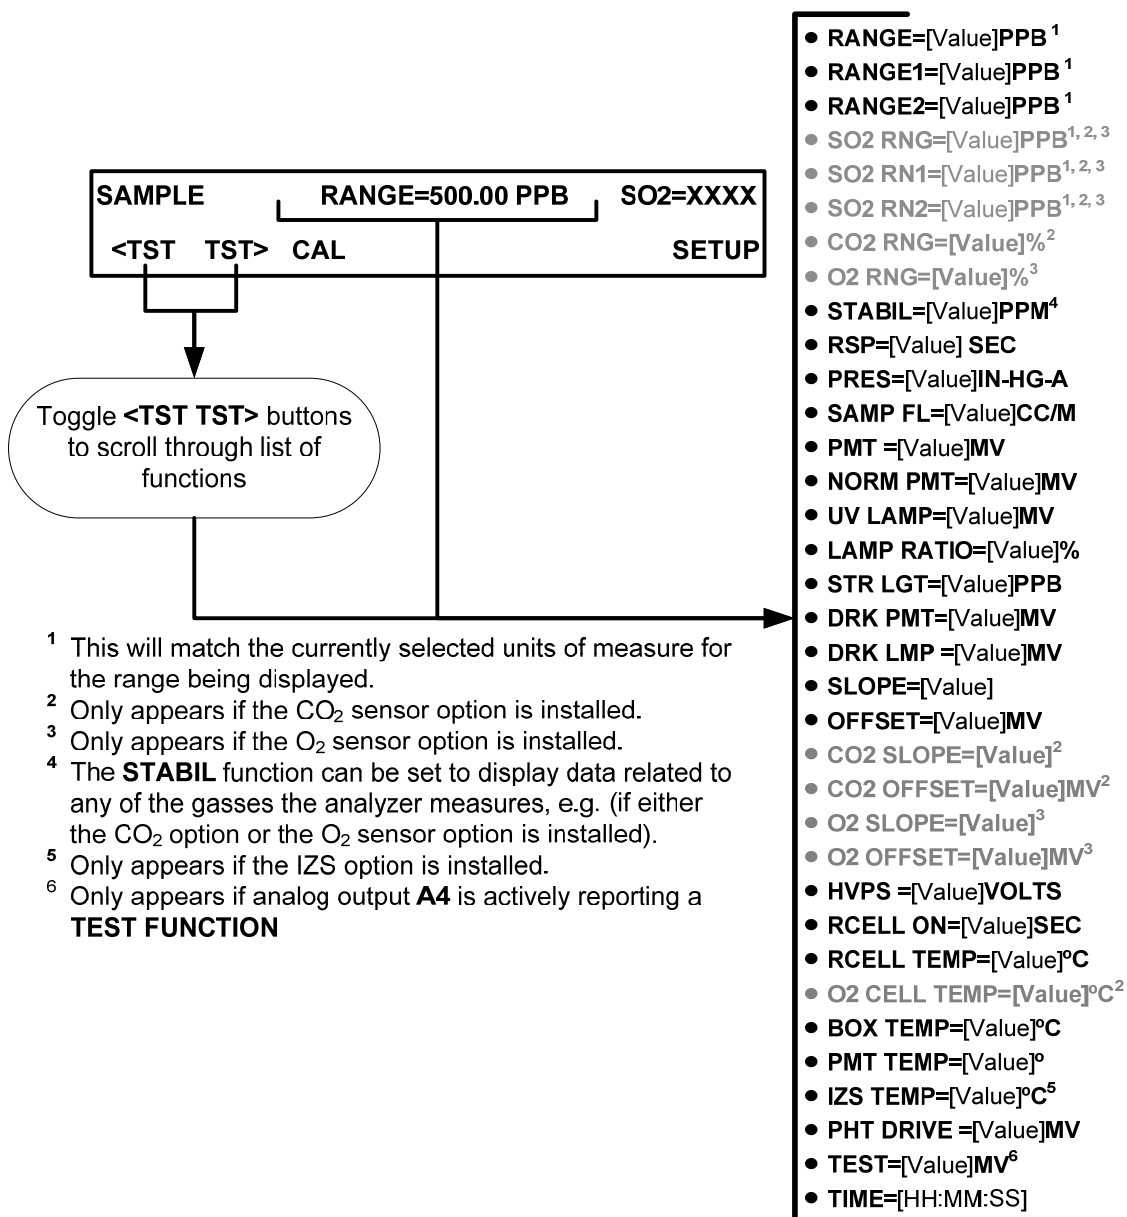 SAMPLE RANGE=500.00 PPB SO2=XXXX
<TST TST> CAL SETUP
Toggle <TST TST> buttons
to scroll through list of
functions
1 This will match the currently selected units of measure for
the range being displayed.
2 Only appears if the CO2 sensor option is installed.
3 Only appears if the O2 sensor option is installed.
4 The STABIL function can be set to display data related to
any of the gasses the analyzer measures, e.g. (if either
the CO2 option or the O2 sensor option is installed).
5 Only appears if the IZS option is installed.
6 Only appears if analog output A4 is actively reporting a
TEST FUNCTION
• RANGE=[Value]PPB 1
• RANGE1=[Value]PPB 1
• RANGE2=[Value]PPB 1
• SO2 RNG=[Value]PPB1, 2, 3
• SO2 RN1=[Value]PPB1, 2, 3
• SO2 RN2=[Value]PPB1, 2, 3
• CO2 RNG=[Value]%2
• O2 RNG=[Value]%3
• STABIL=[Value]PPM4
• RSP=[Value] SEC
• PRES=[Value]IN-HG-A
• SAMP FL=[Value]CC/M
• PMT =[Value]MV
• NORM PMT=[Value]MV
• UV LAMP=[Value]MV
• LAMP RATIO=[Value]%
• STR LGT=[Value]PPB
• DRK PMT=[Value]MV
• DRK LMP =[Value]MV
• SLOPE=[Value]
• OFFSET=[Value]MV
• CO2 SLOPE=[Value]2
• CO2 OFFSET=[Value]MV2
• O2 SLOPE=[Value]3
• O2 OFFSET=[Value]MV3
• HVPS =[Value]VOLTS
• RCELL ON=[Value]SEC
• RCELL TEMP=[Value]ºC
• O2 CELL TEMP=[Value]ºC2
• BOX TEMP=[Value]ºC
• PMT TEMP=[Value]º
• IZS TEMP=[Value]ºC5
• PHT DRIVE =[Value]MV
• TEST=[Value]MV6
• TIME=[HH:MM:SS]